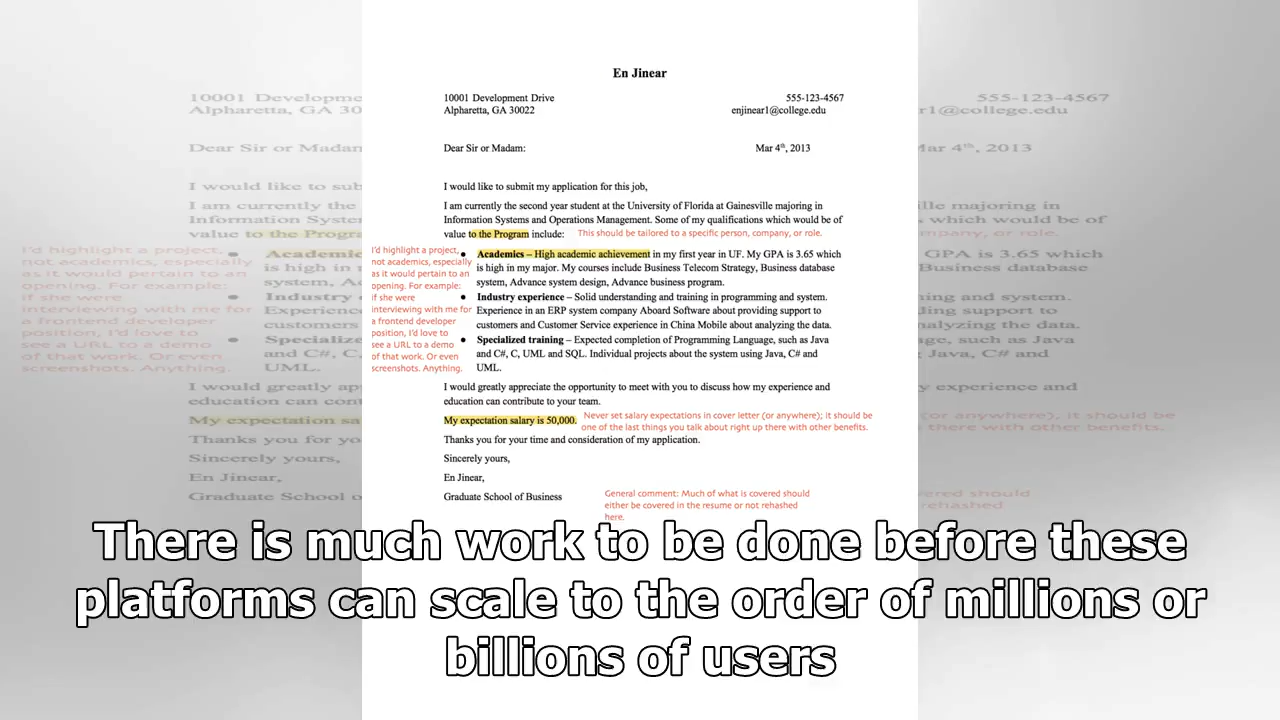 En Jinear
10001 Development Drive 555-123-4567
Alpharetta, GA 30022 enjinear1@college.edu
Dear Sir or Madam: Mar 4th, 2013
I would like to submit my application for this job,
I am currently the second year student at the University of Florida at Gainesville majoring in
Information Systems and Operations Management. Some of my qualifications which would be of
value to the Program include:
This should be tailored to a specific person, company, or role.
I'd highlight a project,
not academics, especially
as it would pertain to an
opening. For example:
if she were
interviewing with me for
a frontend developer
position, I'd love to
see a URL to a demo
of that work. Or even
screenshots. Anything.
• Academics – High academic achievement in my first year in UF. My GPA is 3.65 which
is high in my major. My courses include Business Telecom Strategy, Business database
system, Advance system design, Advance business program.
• Industry experience – Solid understanding and training in programming and system.
Experience in an ERP system company Aboard Software about providing support to
customers and Customer Service experience in China Mobile about analyzing the data.
• Specialized training – Expected completion of Programming Language, such as Java
and C#, C, UML and SQL. Individual projects about the system using Java, C# and
UML.
I would greatly appreciate the opportunity to meet with you to discuss how my experience and
education can contribute to your team.
My expectation salary is 50,000.
Never set salary expectations in cover letter (or anywhere); it should be
one of the last things you talk about right up there with other benefits.
Thanks you for your time and consideration of my application.
Sincerely yours,
En Jinear,
Graduate School of Business
General comment: Much of what is covered should
either be covered in the resume or not rehashed
here.
There is much work to be done before these
platforms can scale to the order of millions or
billions of users